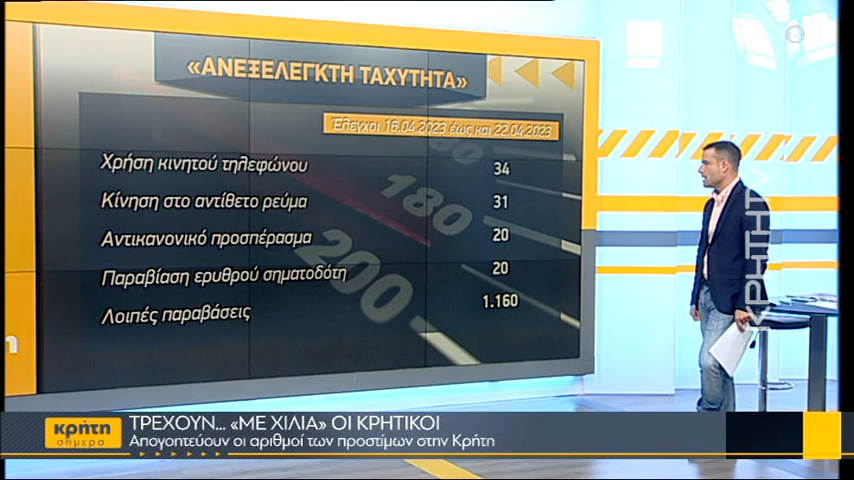 «ΑΝΕΞΕΛΕΓΚΤΗ ΤΑΧΥΤΗΤΑ»
Έλεγχοι 16.04.2023 έως και 22.04.2023
Χρήση κινητού τηλεφώνου 34
Κίνηση στο αντίθετο ρεύμα 31
Αντικανονικό προσπέρασμα 20
Παραβίαση ερυθρού σηματοδότη 20
Λοιπές παραβάσεις 1.160
180
200
ΚΡΗΤΗ TV
κρήτη
σήμερα
ΤΡΕΧΟΥΝ... «ΜΕ ΧΙΛΙΑ» ΟΙ ΚΡΗΤΙΚΟΙ
Απογοητεύουν οι αριθμοί των προστίμων στην Κρήτη